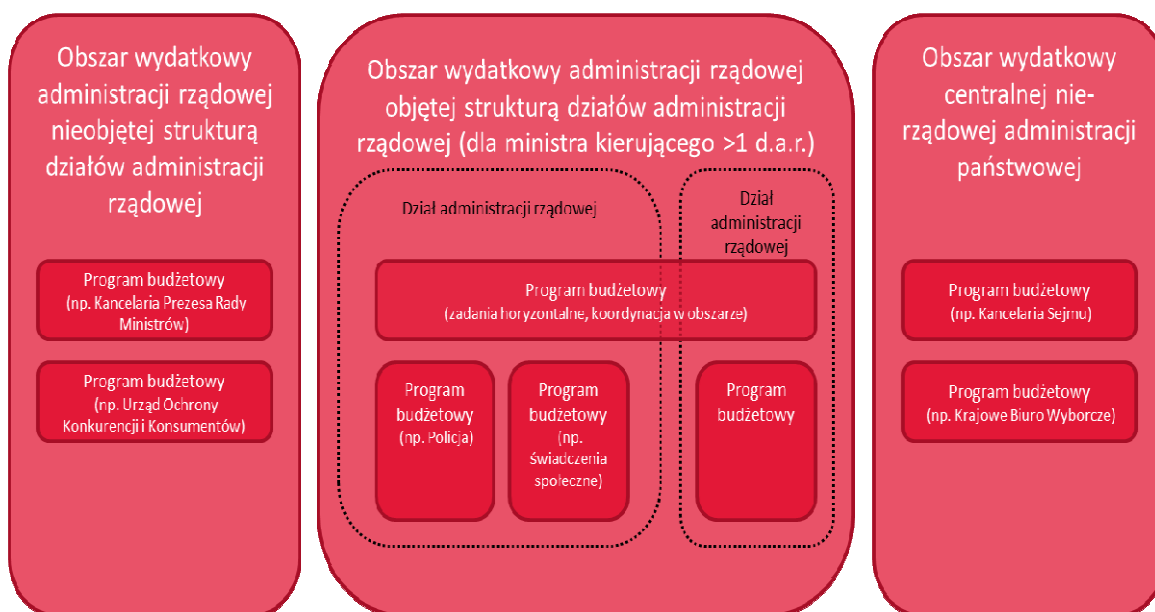 Obszar wydatkowy
administracji rządowej
nieobjętej strukturą
działów administracji
rządowej
Program budżetowy
(np. Kancelaria Prezesa Rady
Ministrów)
Program budżetowy
(np. Urząd Ochrony
Konkurencji i Konsumentów)
Obszar wydatkowy administracji rządowej
objętej strukturą działów administracji
rządowej (dla ministra kierującego >1 d.a.r.)
Dział administracji rządowej
Dział
administracji
rządowej
Program budżetowy
(zadania horyzontalne, koordynacja w obszarze)
Program
budżetowy
(np. Policja)
Program
budżetowy
(np.
świadczenia
społeczne)
Program
budżetowy
Obszar wydatkowy
centralnej nie-
rządowej administracji
państwowej
Program budżetowy
(np. Kancelaria Sejmu)
Program budżetowy
(np. Krajowe Biuro Wyborcze)